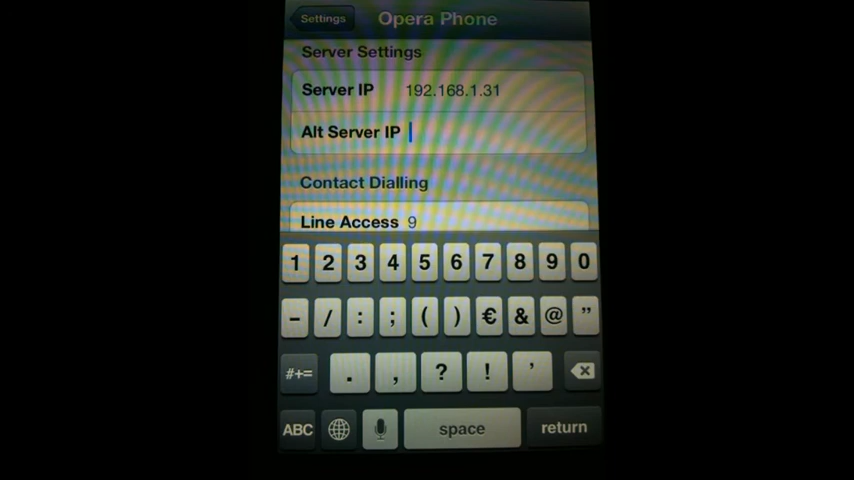 Settings
Opera Phone
Server Settings
Server IP 192.168.1.31
Alt Server IP
Contact Dialling
Line Access 9
1 2 3 4 5 6 7 8 9 0
- / : ; ( ) € & @ "
#+= . , ? ! '
ABC space return